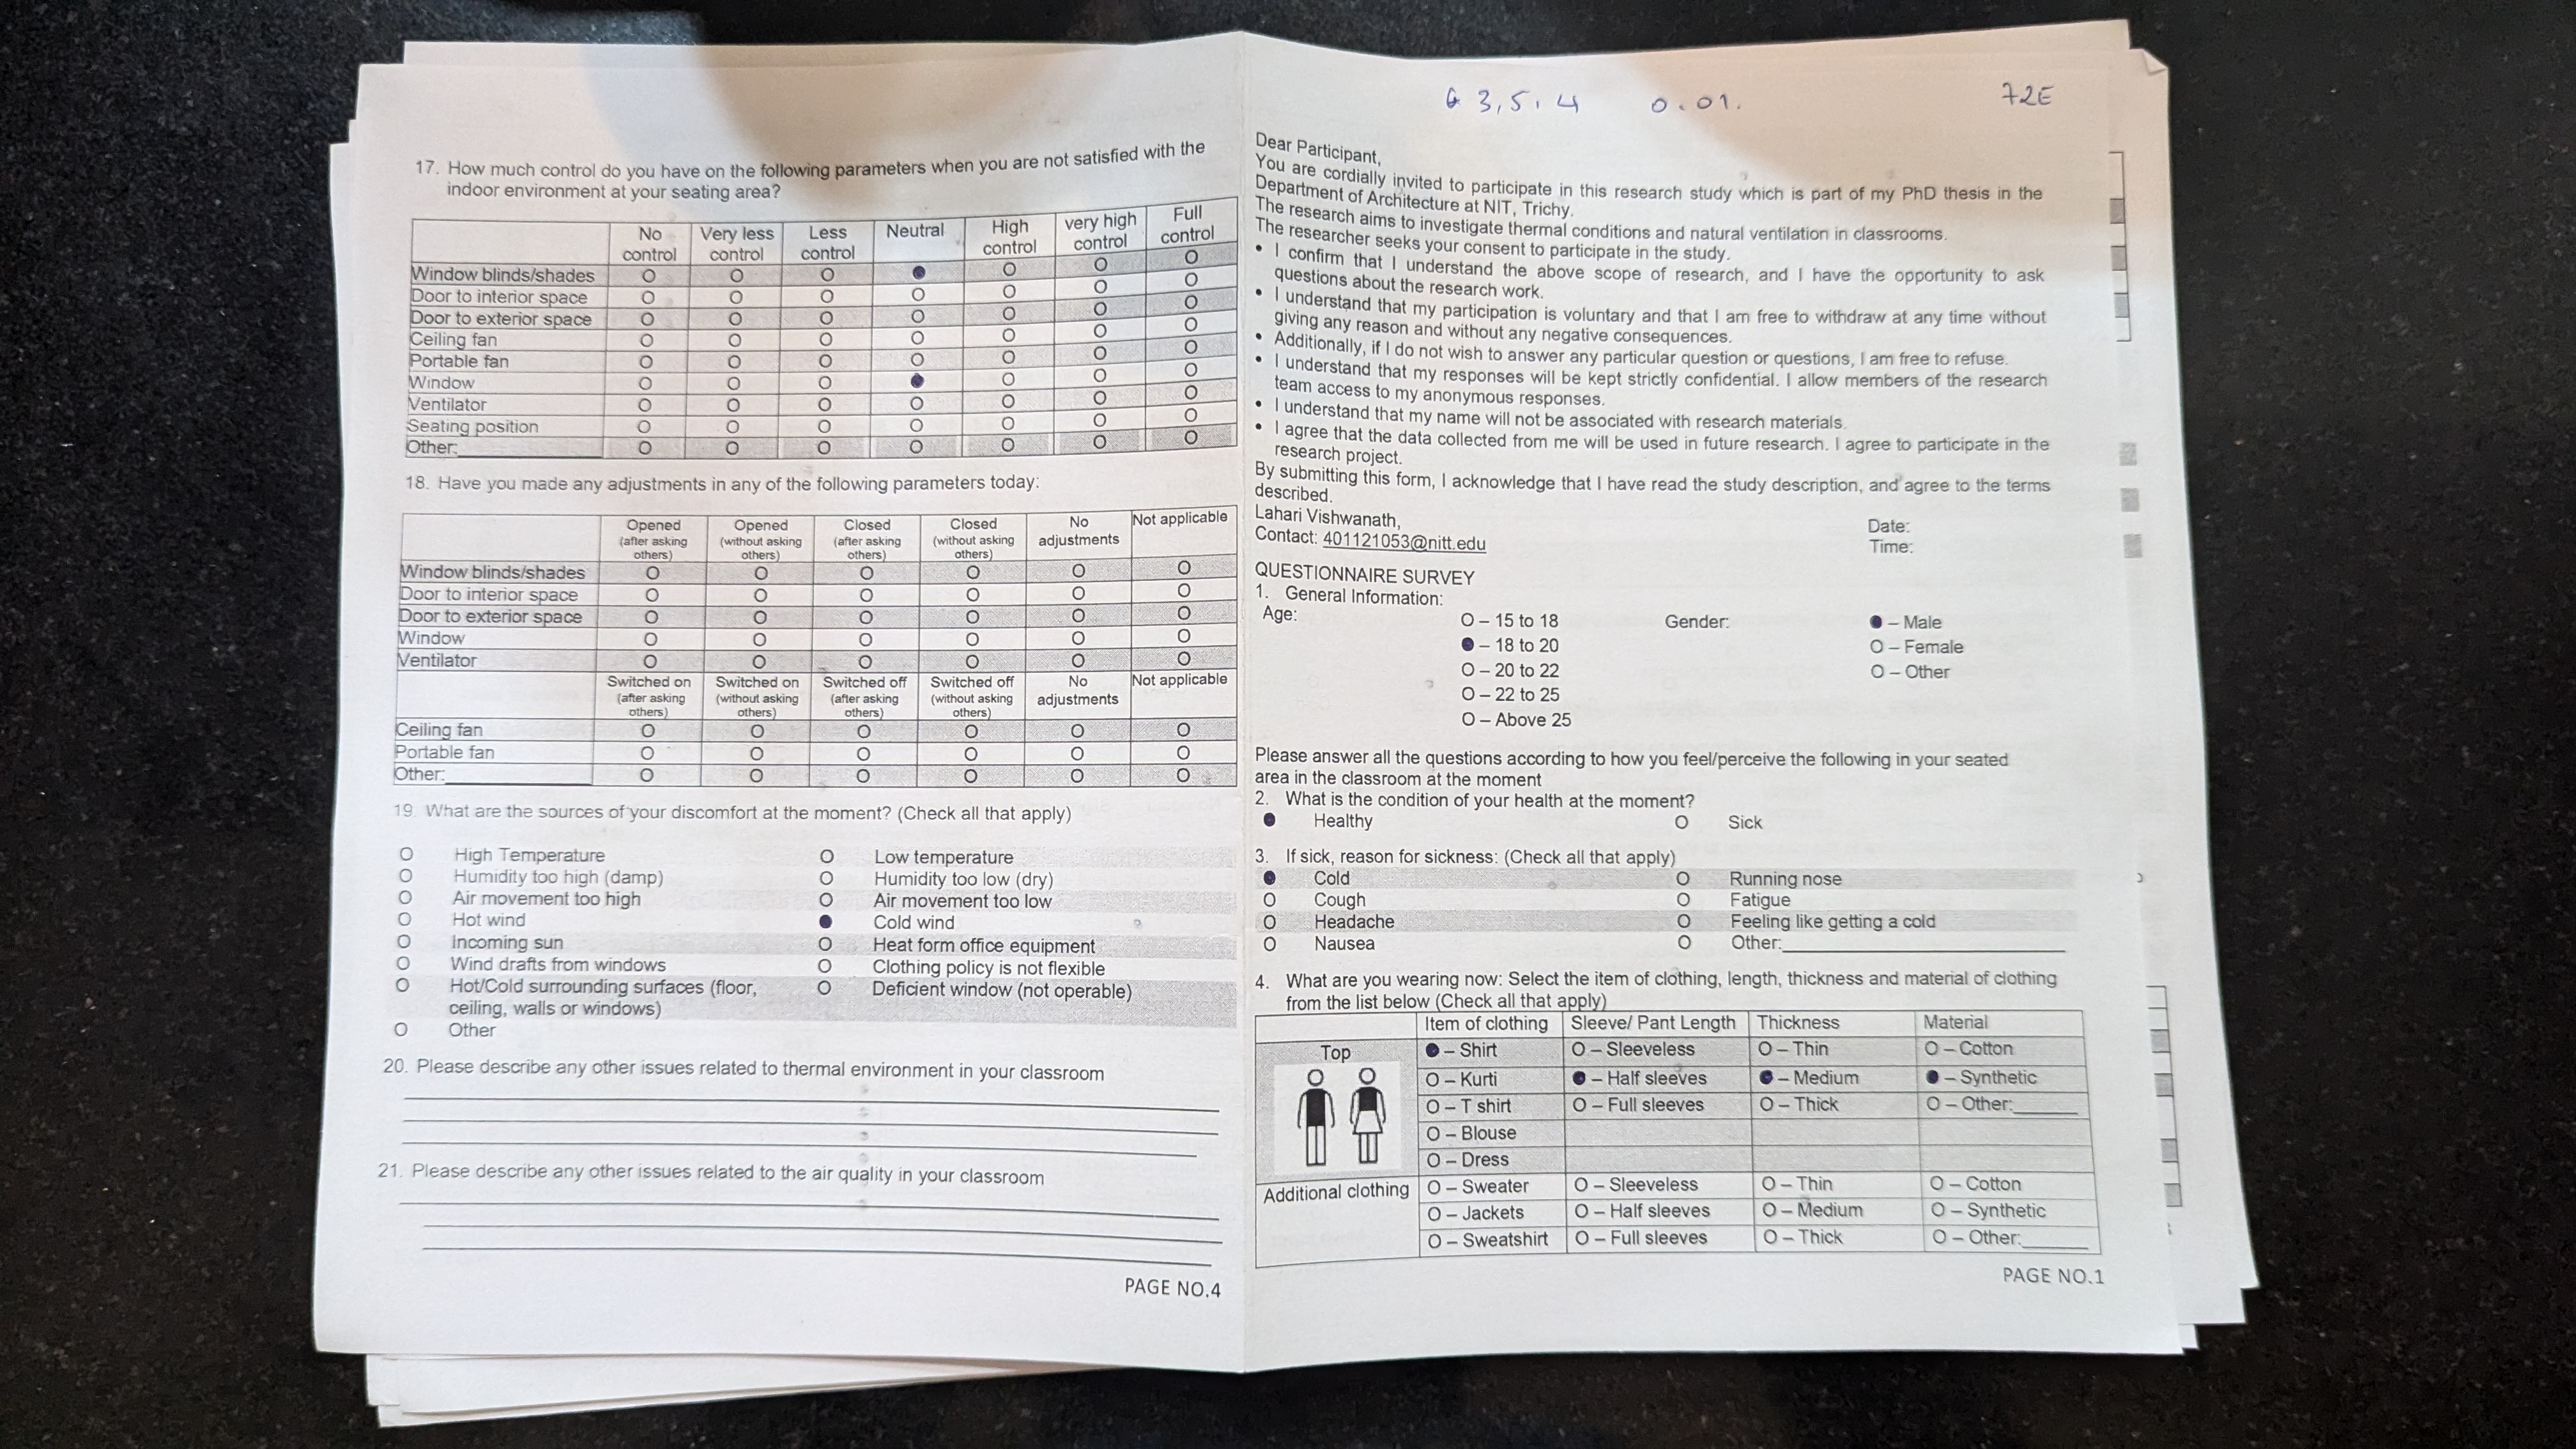 17. How much control do you have on the following parameters when you are not satisfied with the
indoor environment at your seating area?
No control Very less control Less control Neutral High control very high control Full control
Window blinds/shades O O O ● O O O
Door to interior space O O O O O O O
Door to exterior space O O O O O O O
Ceiling fan O O O O O O O
Portable fan O O O O O O O
Window O O O ● O O O
Ventilator O O O O O O O
Seating position O O O O O O O
Other: O O O O O O O
18. Have you made any adjustments in any of the following parameters today:
Opened (after asking others) Opened (without asking others) Closed (after asking others) Closed (without asking others) No adjustments Not applicable
Window blinds/shades O O O O O O
Door to interior space O O O O O O
Door to exterior space O O O O O O
Window O O O O O O
Ventilator O O O O O O
Switched on (after asking others) Switched on (without asking others) Switched off (after asking others) Switched off (without asking others) No adjustments Not applicable
Ceiling fan O O O O O O
Portable fan O O O O O O
Other: O O O O O O
19. What are the sources of your discomfort at the moment? (Check all that apply)
O High Temperature O Low temperature
O Humidity too high (damp) O Humidity too low (dry)
O Air movement too high O Air movement too low
O Hot wind ● Cold wind
O Incoming sun O Heat form office equipment
O Wind drafts from windows O Clothing policy is not flexible
O Hot/Cold surrounding surfaces (floor, O Deficient window (not operable)
ceiling, walls or windows)
O Other
20. Please describe any other issues related to thermal environment in your classroom
21. Please describe any other issues related to the air quality in your classroom
PAGE NO.4
3,5,4 0.01. 72E
Dear Participant,
You are cordially invited to participate in this research study which is part of my PhD thesis in the
Department of Architecture at NIT, Trichy.
The research aims to investigate thermal conditions and natural ventilation in classrooms.
The researcher seeks your consent to participate in the study.
• I confirm that I understand the above scope of research, and I have the opportunity to ask
questions about the research work.
• I understand that my participation is voluntary and that I am free to withdraw at any time without
giving any reason and without any negative consequences.
• Additionally, if I do not wish to answer any particular question or questions, I am free to refuse.
• I understand that my responses will be kept strictly confidential. I allow members of the research
team access to my anonymous responses.
• I understand that my name will not be associated with research materials.
• I agree that the data collected from me will be used in future research. I agree to participate in the
research project.
By submitting this form, I acknowledge that I have read the study description, and agree to the terms
described.
Lahari Vishwanath, Date:
Contact: 401121053@nitt.edu Time:
QUESTIONNAIRE SURVEY
1. General Information:
Age: O – 15 to 18 Gender: ● – Male
● – 18 to 20 O – Female
O – 20 to 22 O – Other
O – 22 to 25
O – Above 25
Please answer all the questions according to how you feel/perceive the following in your seated
area in the classroom at the moment
2. What is the condition of your health at the moment?
● Healthy O Sick
3. If sick, reason for sickness: (Check all that apply)
● Cold O Running nose
O Cough O Fatigue
O Headache O Feeling like getting a cold
O Nausea O Other:
4. What are you wearing now: Select the item of clothing, length, thickness and material of clothing
from the list below (Check all that apply)
Item of clothing Sleeve/ Pant Length Thickness Material
Top ● – Shirt O – Sleeveless O – Thin O – Cotton
O – Kurti ● – Half sleeves ● – Medium ● – Synthetic
O – T shirt O – Full sleeves O – Thick O – Other:
O – Blouse
O – Dress
Additional clothing O – Sweater O – Sleeveless O – Thin O – Cotton
O – Jackets O – Half sleeves O – Medium O – Synthetic
O – Sweatshirt O – Full sleeves O – Thick O – Other:
PAGE NO.1